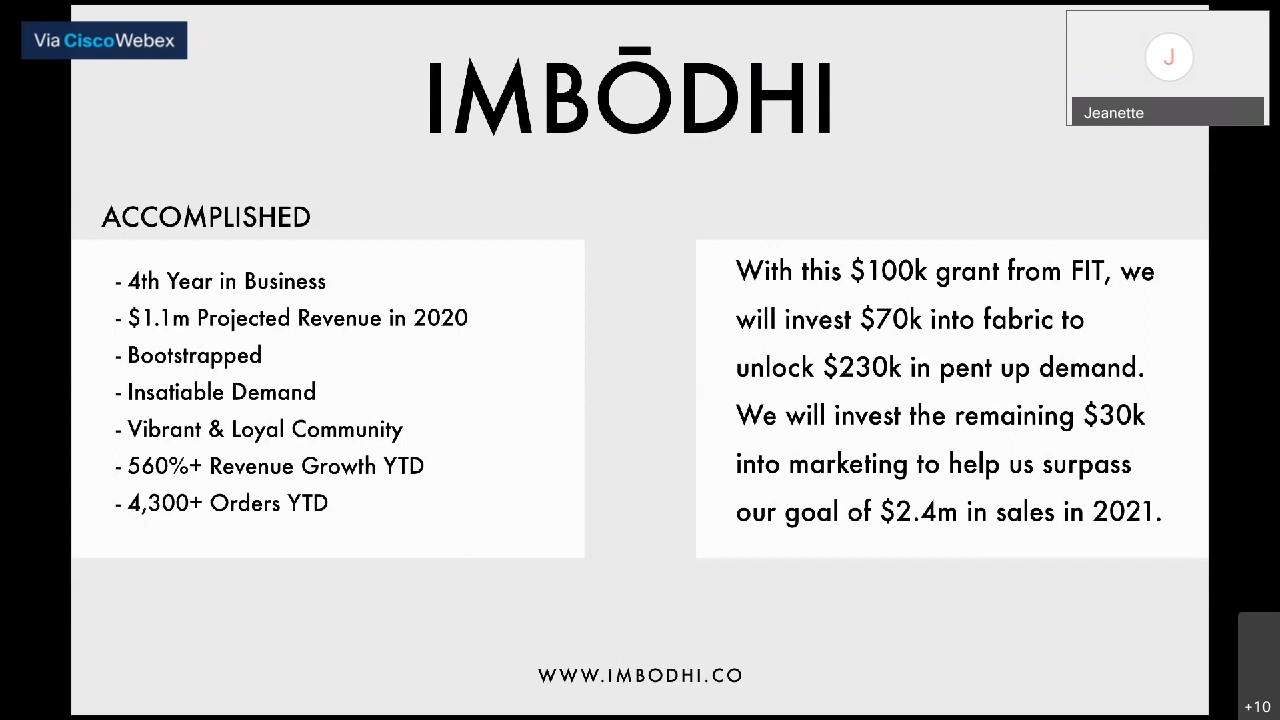 Via Cisco Webex
IMBŌDHI
J
Jeanette
ACCOMPLISHED
- 4th Year in Business
- $1.1m Projected Revenue in 2020
- Bootstrapped
- Insatiable Demand
- Vibrant & Loyal Community
- 560%+ Revenue Growth YTD
- 4,300+ Orders YTD
With this $100k grant from FIT, we
will invest $70k into fabric to
unlock $230k in pent up demand.
We will invest the remaining $30k
into marketing to help us surpass
our goal of $2.4m in sales in 2021.
WWW.IMBODHI.CO
+10